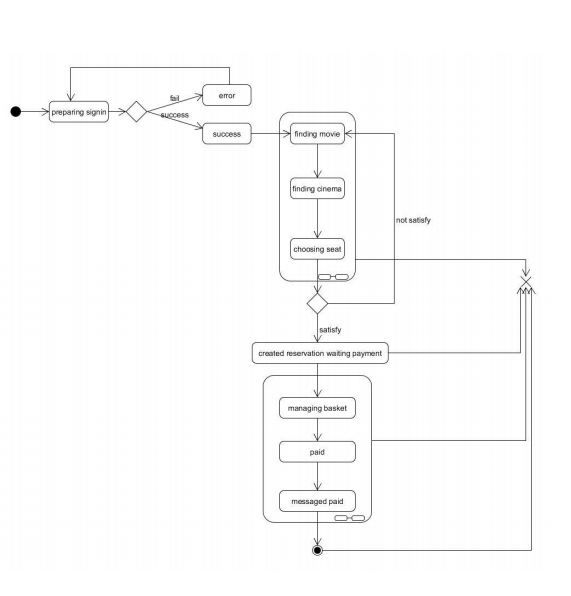 fail
error
preparing signin
success
success
finding movie
finding cinema
not satisfy
choosing seat
satisfy
created reservation waiting payment
managing basket
paid
messaged paid